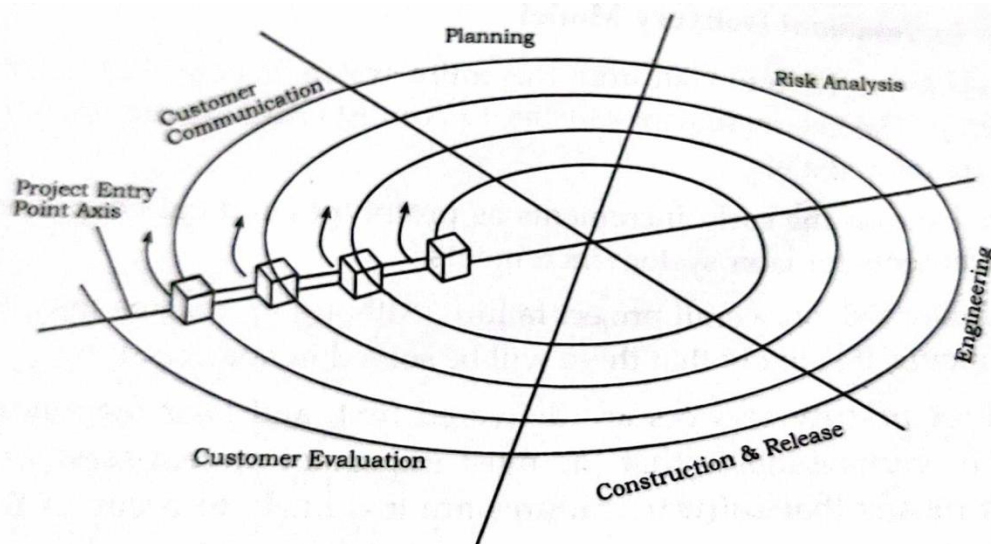 Planning
Risk Analysis
Customer
Communication
Project Entry
Point Axis
Engineering
Customer Evaluation
Construction & Release